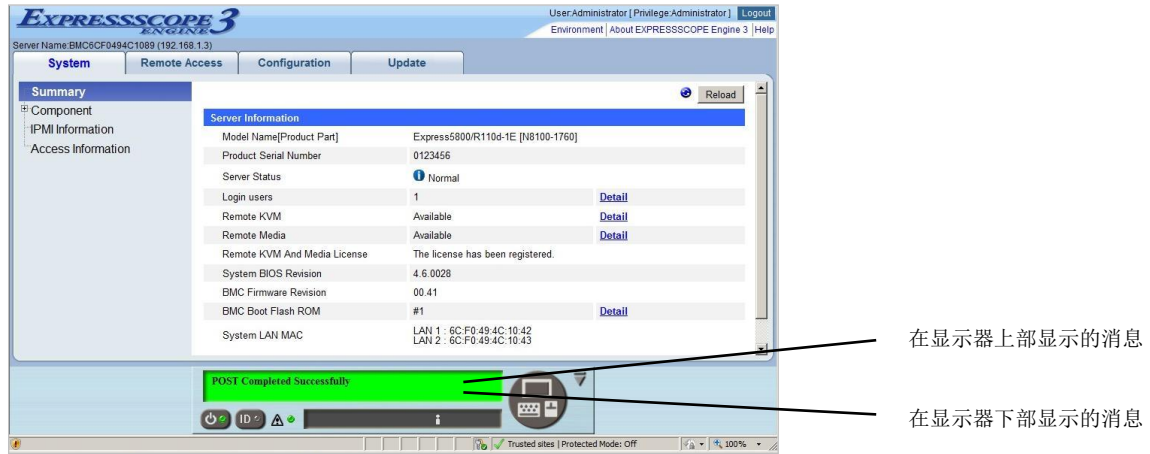 EXPRESSSCOPE 3
ENGINE
User:Administrator [ Privilege:Administrator ] Logout
Environment | About EXPRESSSCOPE Engine 3 | Help
Server Name:BMC6CF0494C1089 (192.168.1.3)
System Remote Access Configuration Update
Summary
Component
IPMI Information
Access Information
Reload
Server Information
Model Name[Product Part] Express5800/R110d-1E [N8100-1760]
Product Serial Number 0123456
Server Status Normal
Login users 1 Detail
Remote KVM Available Detail
Remote Media Available Detail
Remote KVM And Media License The license has been registered.
System BIOS Revision 4.6.0028
BMC Firmware Revision 00.41
BMC Boot Flash ROM #1 Detail
System LAN MAC LAN 1 : 6C:F0:49:4C:10:42
LAN 2 : 6C:F0:49:4C:10:43
在显示器上部显示的消息
POST Completed Successfully
在显示器下部显示的消息
ID
Trusted sites | Protected Mode: Off 100%